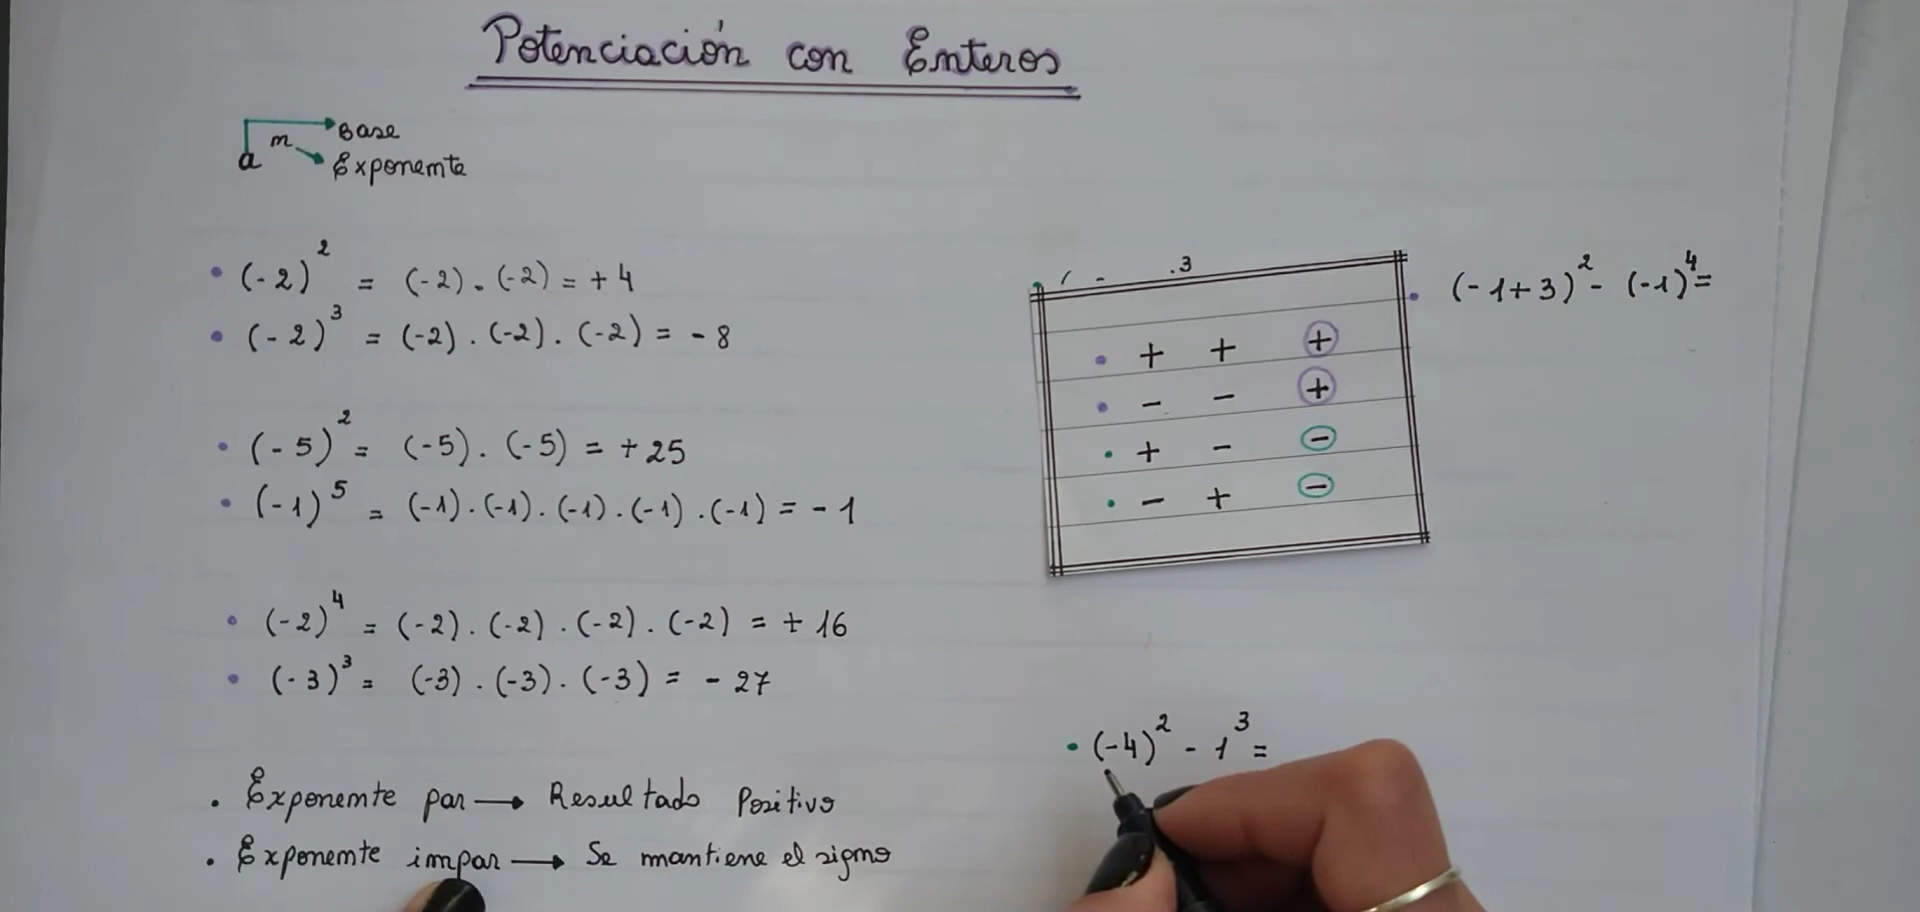 Potenciación con Enteros
Base
a^n Exponente
• (-2)^2 = (-2) . (-2) = +4
• (-2)^3 = (-2) . (-2) . (-2) = -8
• (-5)^2 = (-5) . (-5) = +25
• (-1)^5 = (-1) . (-1) . (-1) . (-1) . (-1) = -1
• (-2)^4 = (-2) . (-2) . (-2) . (-2) = +16
• (-3)^3 = (-3) . (-3) . (-3) = -27
. Exponente par → Resultado Positivo
. Exponente impar → Se mantiene el signo
• + + +
• - - +
• + - -
• - + -
• (-1+3)^2 - (-1)^4 =
• (-4)^2 - 1^3 =